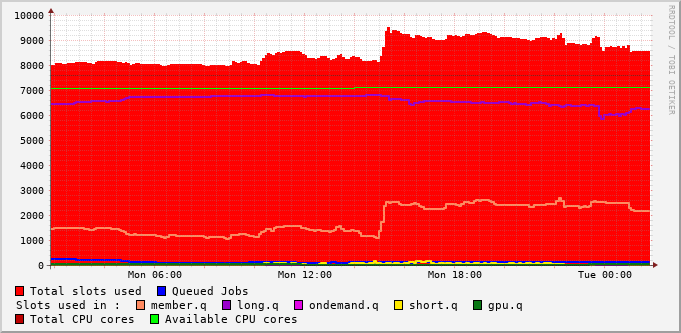 10000
9000
8000
7000
6000
5000
4000
3000
2000
1000
0
Mon 06:00 Mon 12:00 Mon 18:00 Tue 00:00
Total slots used Queued Jobs
Slots used in : member.q long.q ondemand.q short.q gpu.q
Total CPU cores Available CPU cores
RRDTOOL / TOBI OETIKER